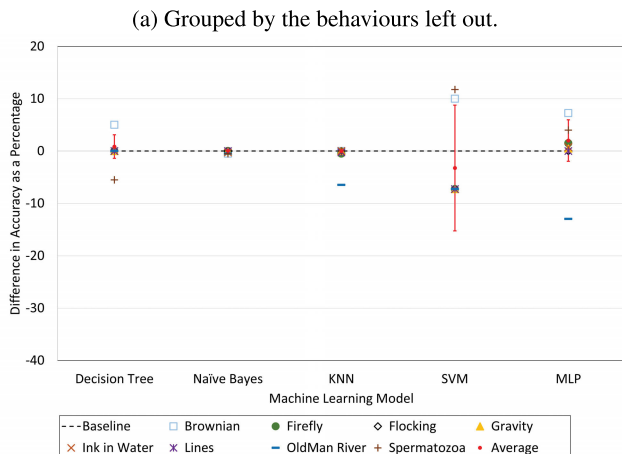 (a) Grouped by the behaviours left out.
20
10
0
-10
-20
-30
-40
Difference in Accuracy as a Percentage
Decision Tree Naïve Bayes KNN SVM MLP
Machine Learning Model
Baseline Brownian Firefly Flocking Gravity
Ink in Water Lines OldMan River Spermatozoa Average